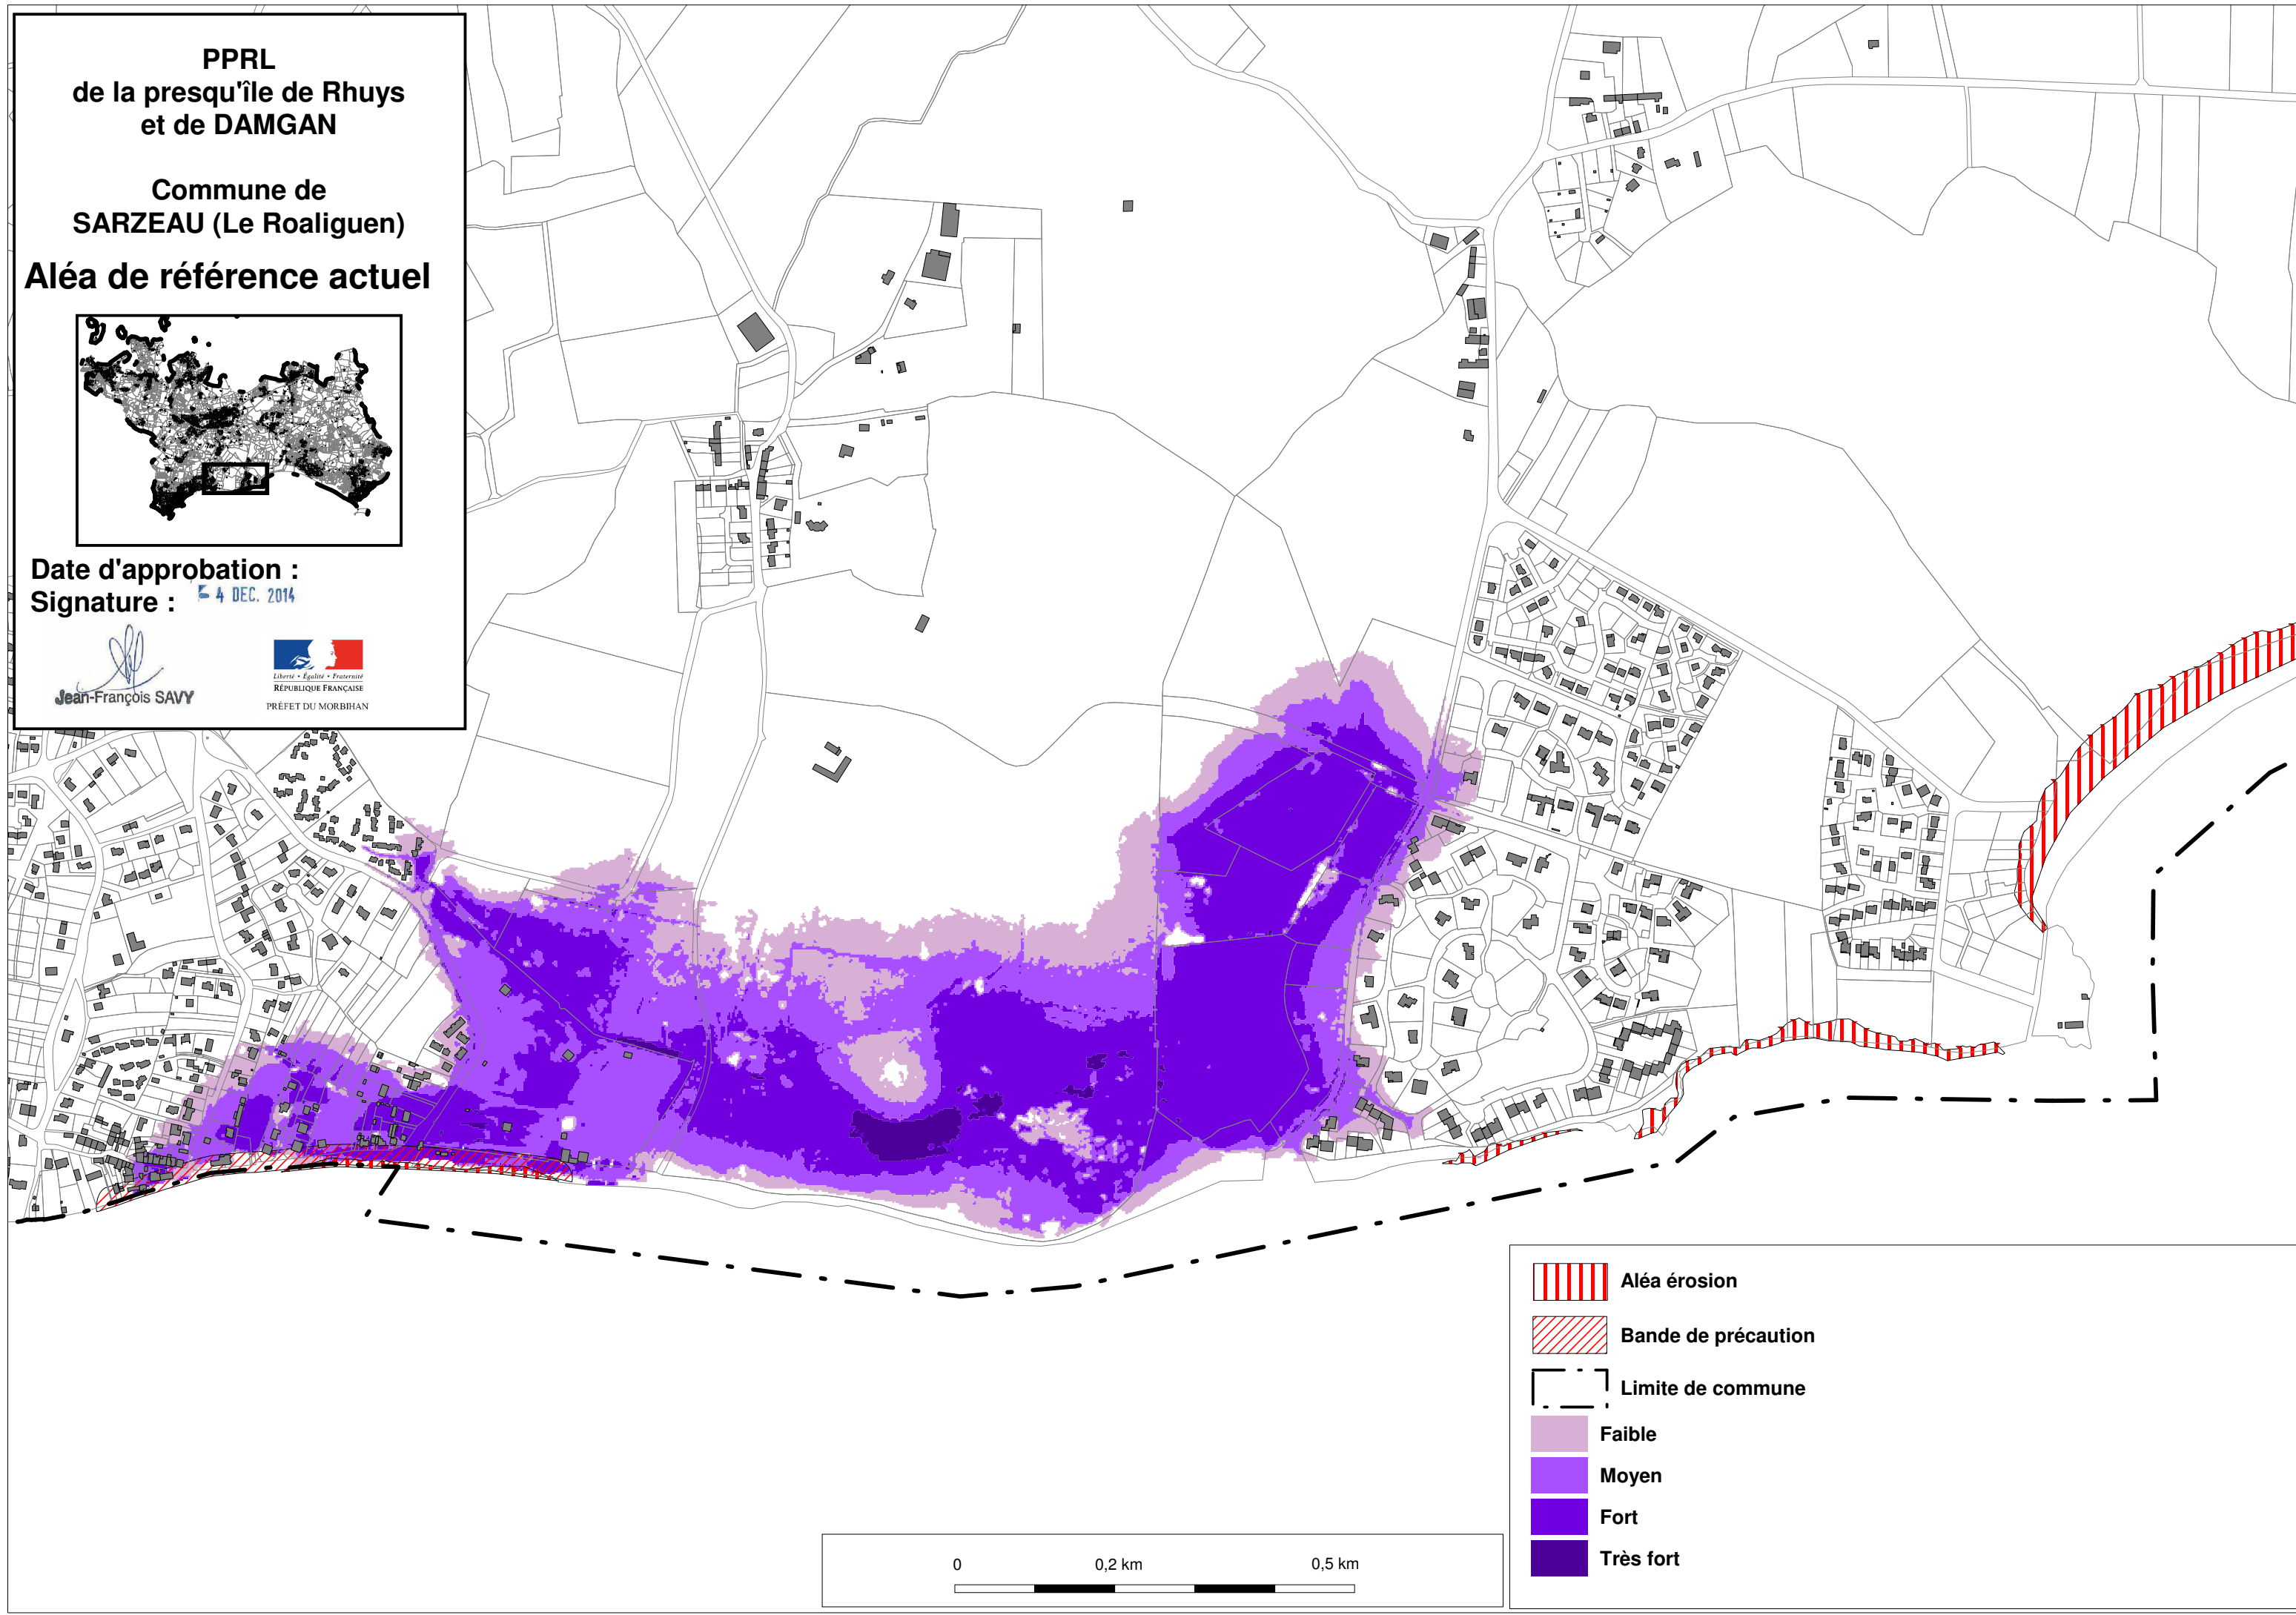 PPRL
de la presqu'île de Rhuys
et de DAMGAN
Commune de
SARZEAU (Le Roaliguen)
Aléa de référence actuel
Date d'approbation :
4 DEC. 2014
Signature :
Jean-François SAVY
Liberté • Égalité • Fraternité
RÉPUBLIQUE FRANÇAISE
PRÉFET DU MORBIHAN
Aléa érosion
Bande de précaution
Limite de commune
Faible
Moyen
Fort
Très fort
0 0,2 km 0,5 km